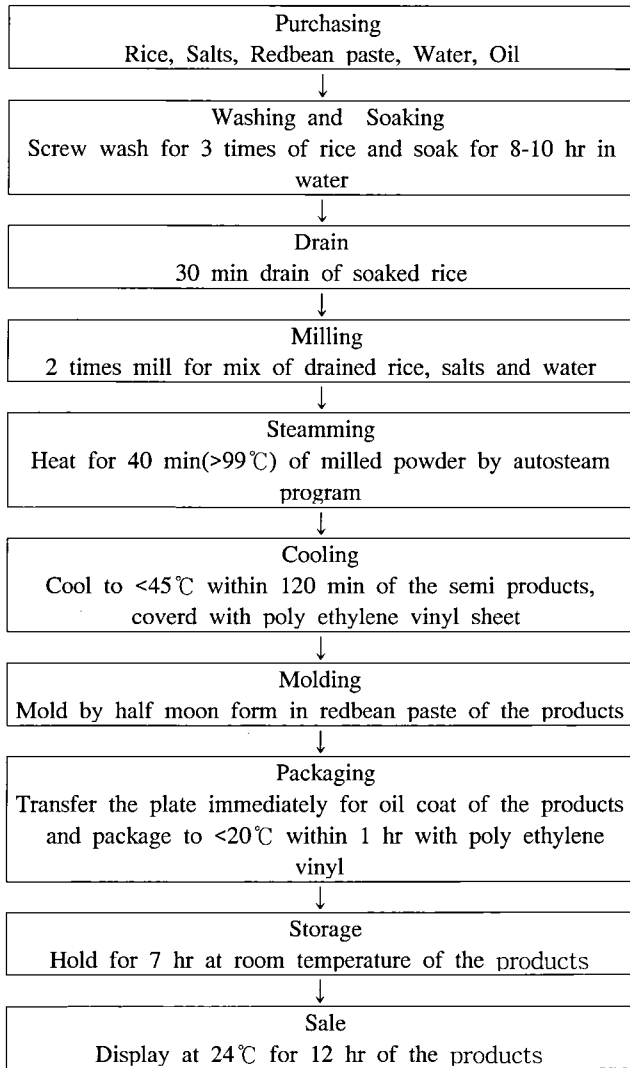 Purchasing
Rice, Salts, Redbean paste, Water, Oil
↓
Washing and Soaking
Screw wash for 3 times of rice and soak for 8-10 hr in
water
↓
Drain
30 min drain of soaked rice
↓
Milling
2 times mill for mix of drained rice, salts and water
↓
Steamming
Heat for 40 min(>99℃) of milled powder by autosteam
program
↓
Cooling
Cool to <45℃ within 120 min of the semi products,
coverd with poly ethylene vinyl sheet
↓
Molding
Mold by half moon form in redbean paste of the products
↓
Packaging
Transfer the plate immediately for oil coat of the products
and package to <20℃ within 1 hr with poly ethylene
vinyl
↓
Storage
Hold for 7 hr at room temperature of the products
↓
Sale
Display at 24℃ for 12 hr of the products